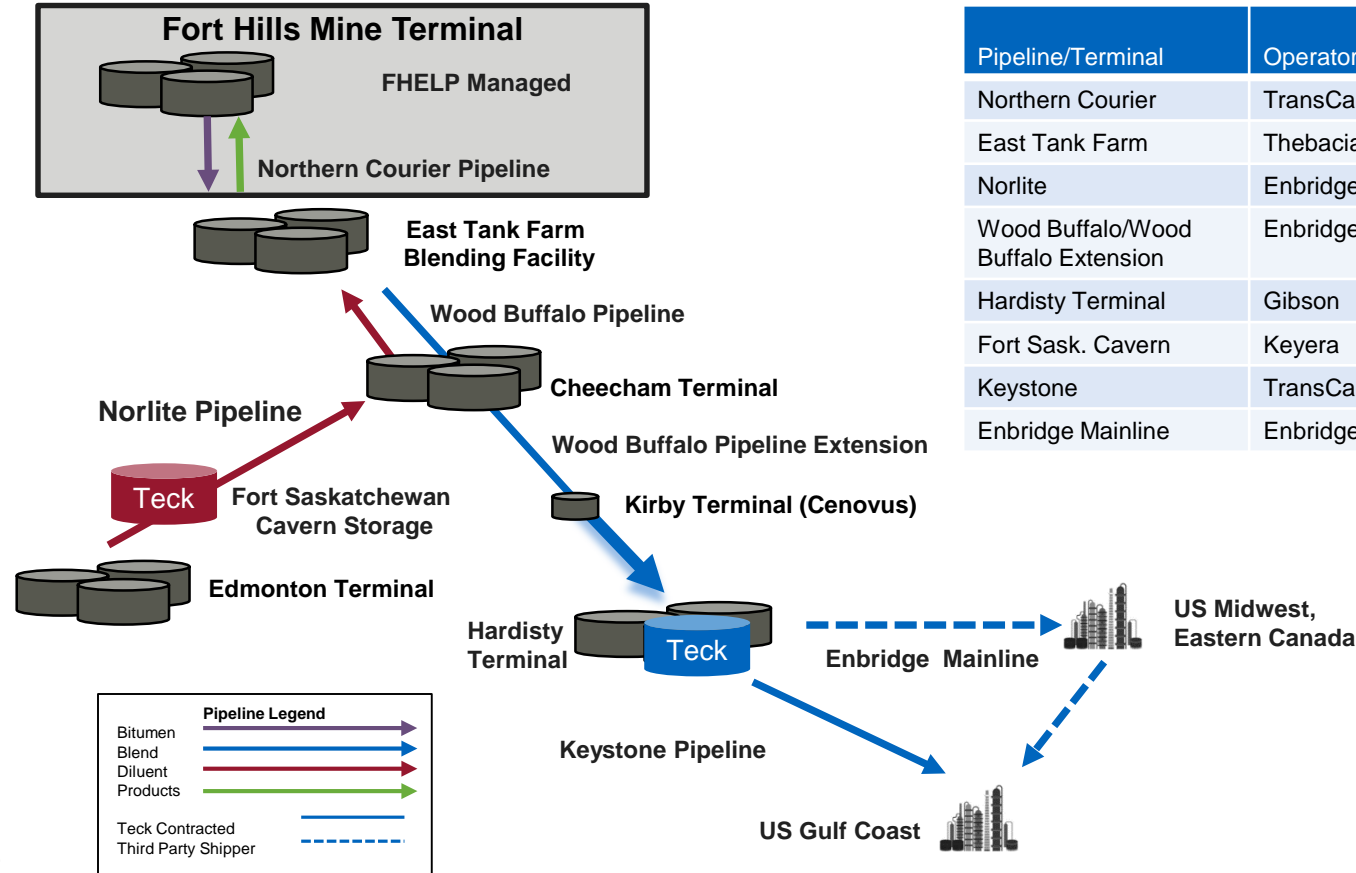 Fort Hills Mine Terminal
FHELP Managed
Northern Courier Pipeline
East Tank Farm
Blending Facility
Wood Buffalo Pipeline
Cheecham Terminal
Norlite Pipeline
Wood Buffalo Pipeline Extension
Teck
Fort Saskatchewan
Cavern Storage
Kirby Terminal (Cenovus)
Edmonton Terminal
Hardisty
Terminal
Teck
Enbridge Mainline
US Midwest,
Eastern Canada
Keystone Pipeline
US Gulf Coast
Pipeline Legend
Bitumen
Blend
Diluent
Products
Teck Contracted
Third Party Shipper
Pipeline/Terminal Operator
Northern Courier TransCa
East Tank Farm Thebacia
Norlite Enbridge
Wood Buffalo/Wood Enbridge
Buffalo Extension
Hardisty Terminal Gibson
Fort Sask. Cavern Keyera
Keystone TransCa
Enbridge Mainline Enbridge